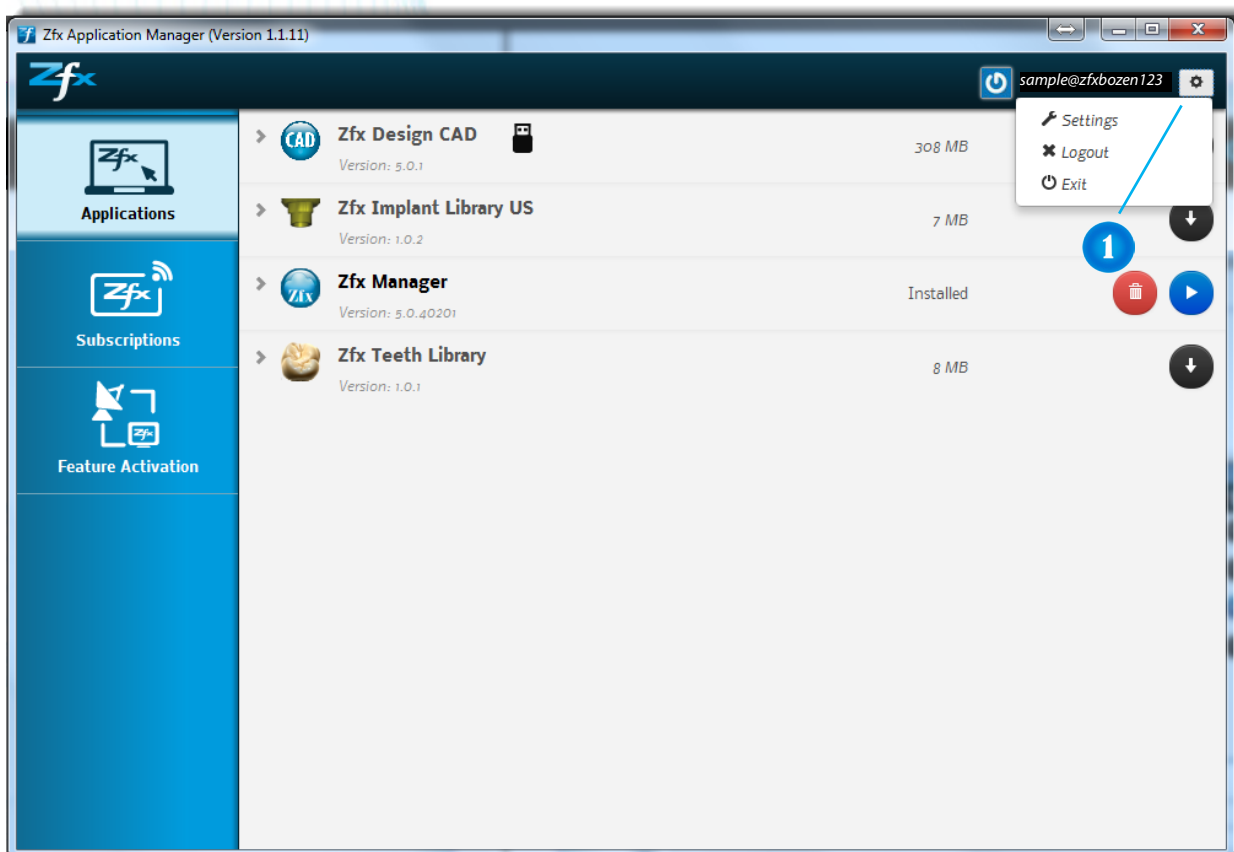 Zfx Application Manager (Version 1.1.11)
Zfx
sample@zfxbozen123
Settings
Logout
Exit
1
Zfx
Applications
Zfx
Subscriptions
Zfx
Feature Activation
CAD
Zfx Design CAD
308 MB
Version: 5.0.1
Zfx Implant Library US
7 MB
Version: 1.0.2
Zfx
Zfx Manager
Installed
Version: 5.0.40201
Zfx Teeth Library
8 MB
Version: 1.0.1